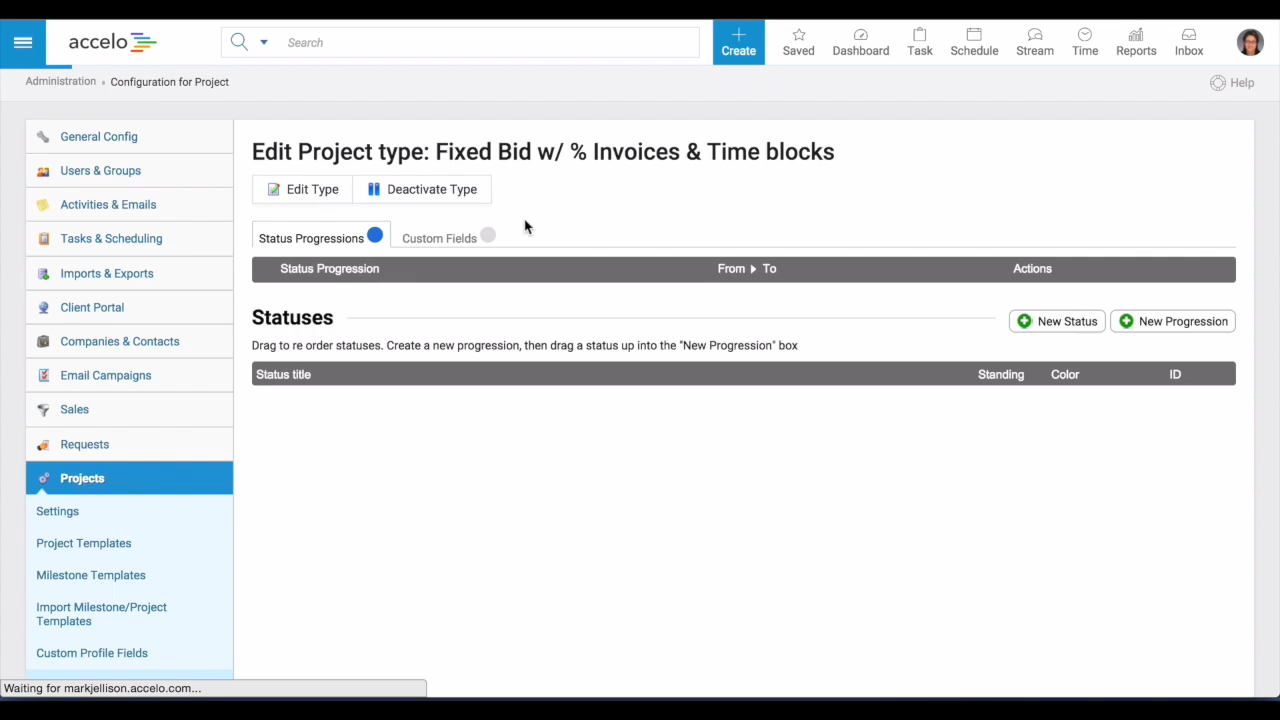 accelo
Search
Create
Saved
Dashboard
Task
Schedule
Stream
Time
Reports
Inbox
Administration
Configuration for Project
Help
General Config
Users & Groups
Activities & Emails
Tasks & Scheduling
Imports & Exports
Client Portal
Companies & Contacts
Email Campaigns
Sales
Requests
Projects
Settings
Project Templates
Milestone Templates
Import Milestone/Project
Templates
Custom Profile Fields
Edit Project type: Fixed Bid w/ % Invoices & Time blocks
Edit Type
Deactivate Type
Status Progressions
Custom Fields
Status Progression
From
To
Actions
Statuses
New Status
New Progression
Drag to re order statuses. Create a new progression, then drag a status up into the "New Progression" box
Status title
Standing
Color
ID
Waiting for markjellison.accelo.com...